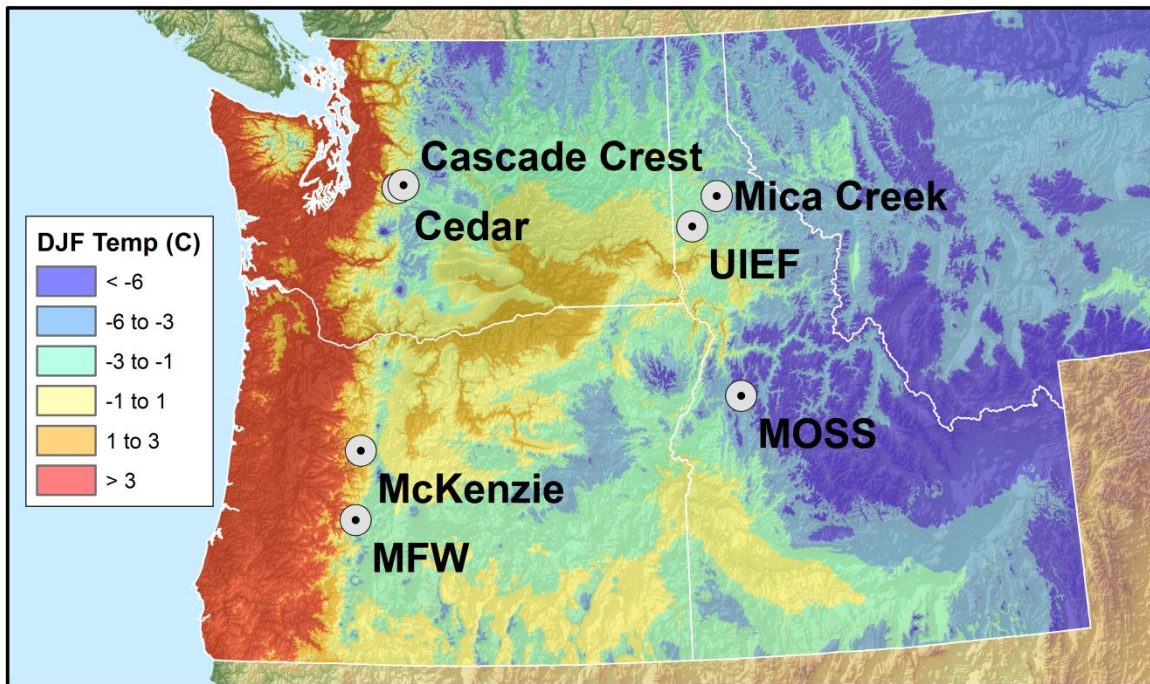 Cascade Crest
Cedar
Mica Creek
UIEF
DJF Temp (C)
< -6
-6 to -3
-3 to -1
-1 to 1
1 to 3
> 3
MOSS
McKenzie
MFW